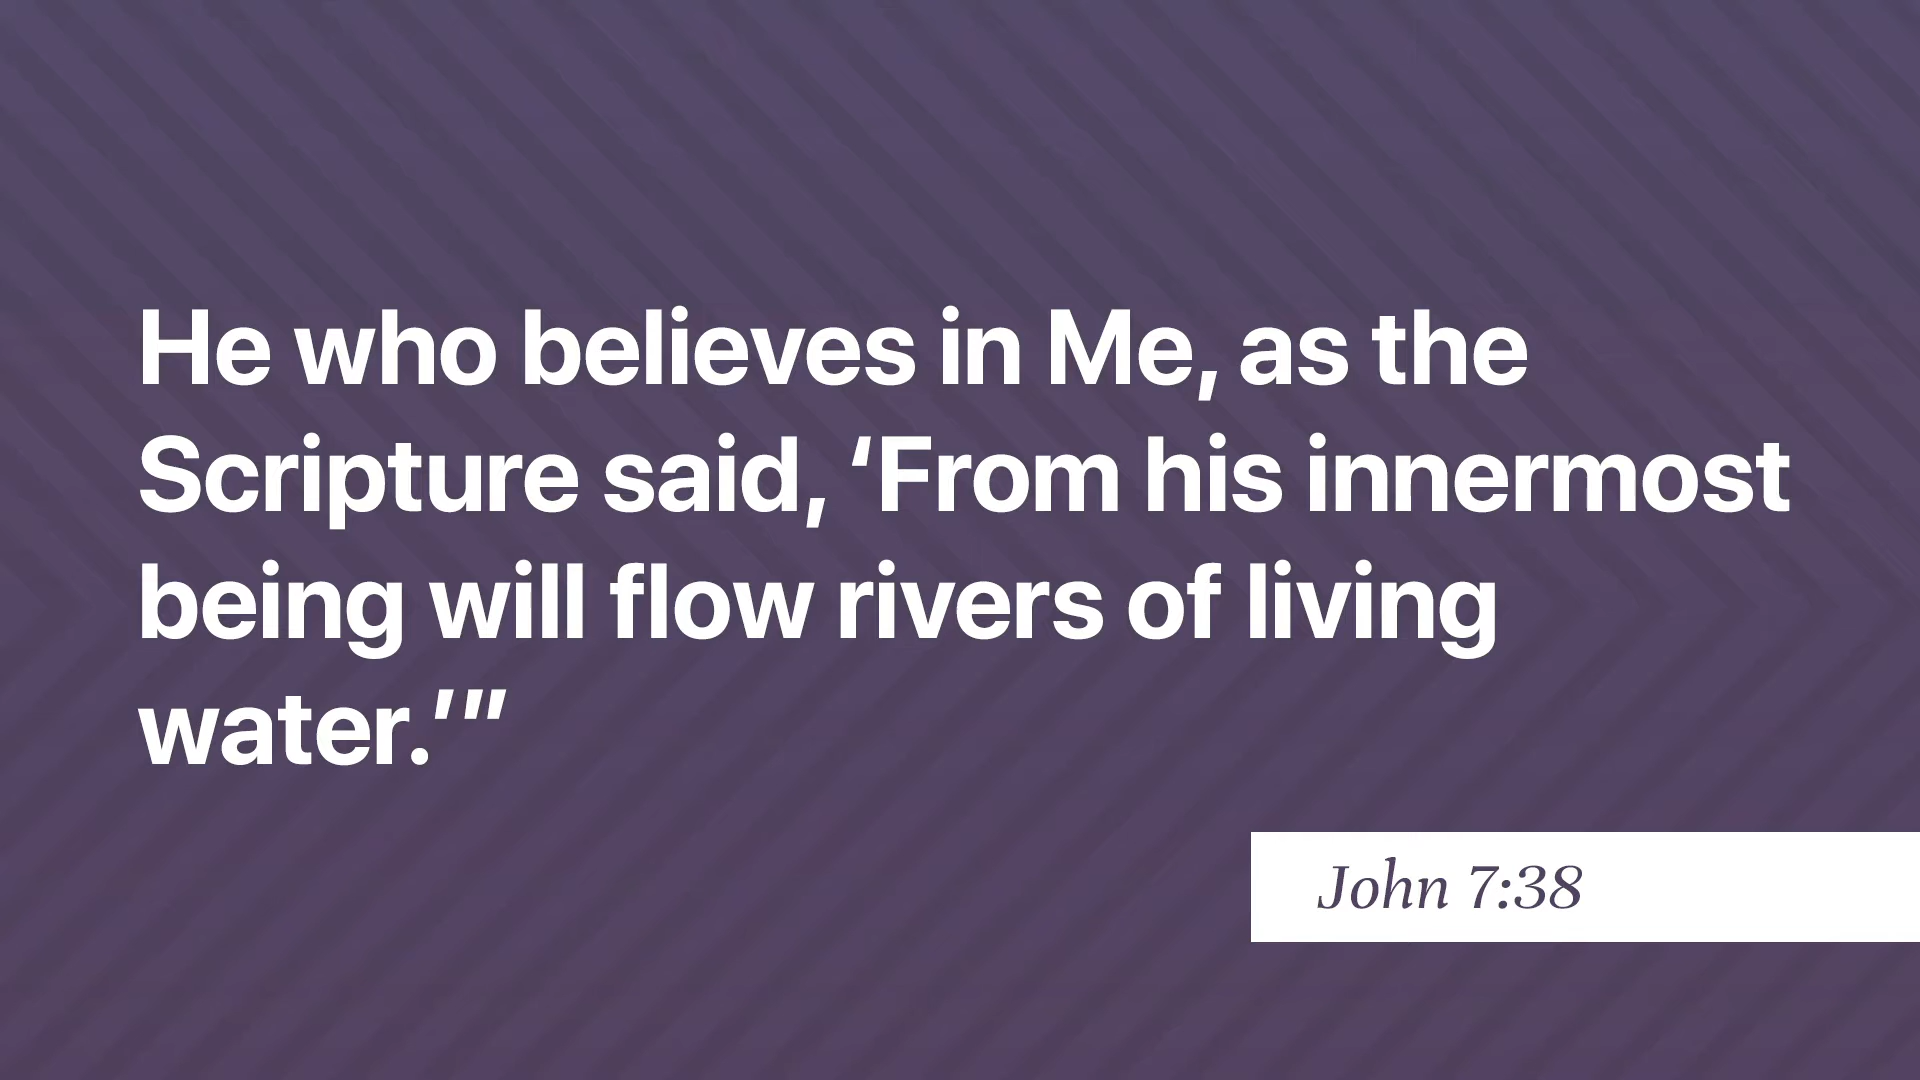 He who believes in Me, as the
Scripture said, ‘From his innermost
being will flow rivers of living
water.’”
John 7:38